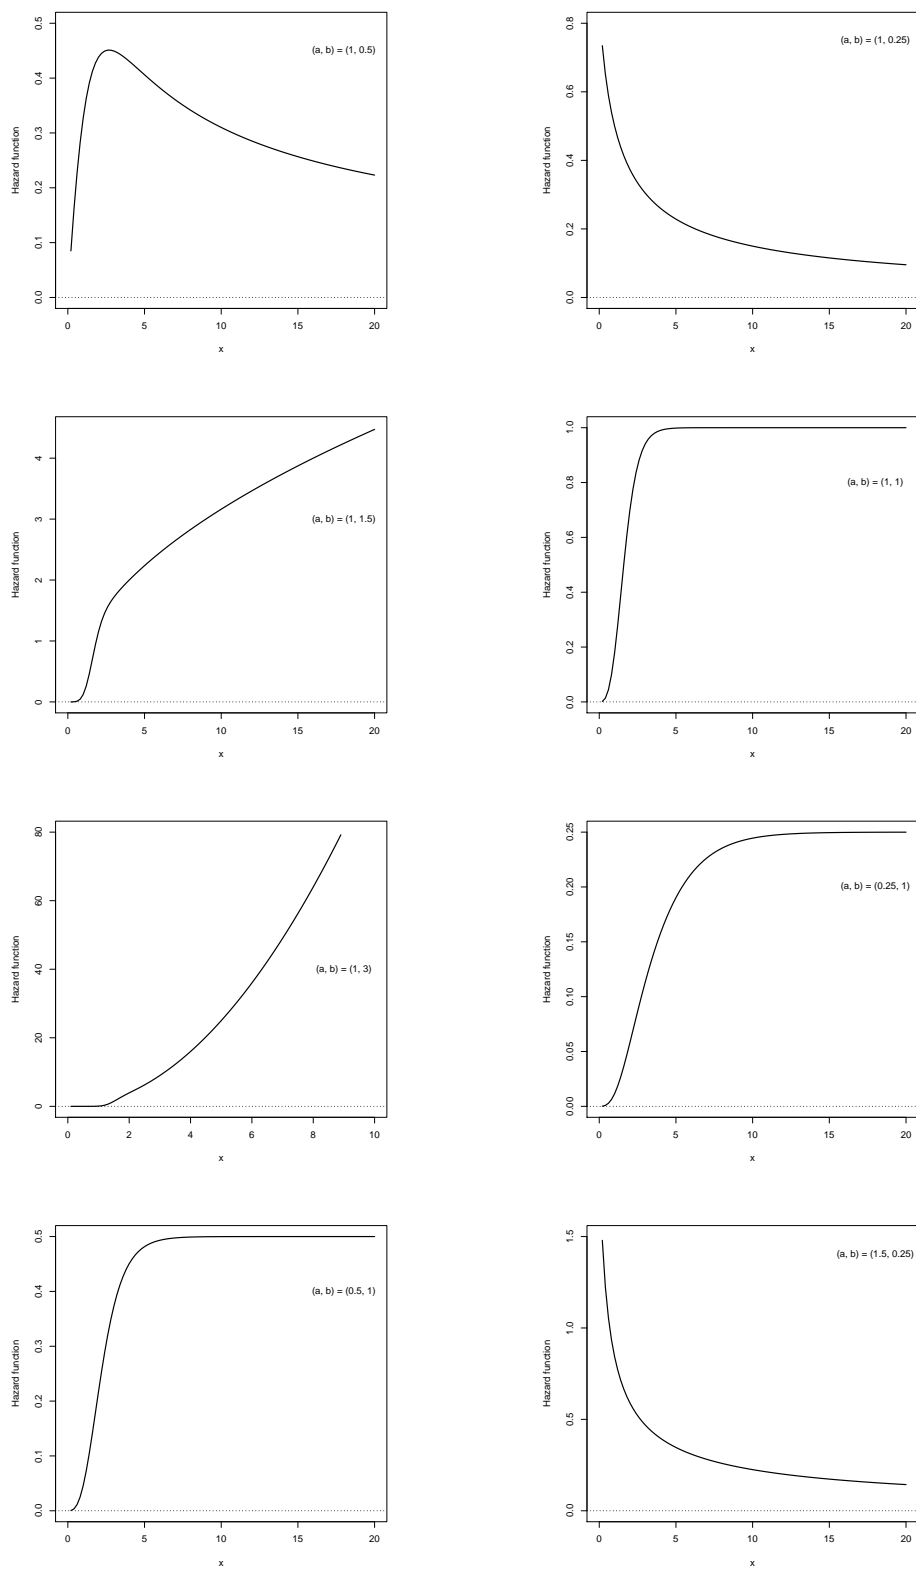 0.5
0.4
0.3
0.2
0.1
0.0
Hazard function
(a, b) = (1, 0.5)
0 5 10 15 20
x
0.8
0.6
0.4
0.2
0.0
Hazard function
(a, b) = (1, 0.25)
0 5 10 15 20
x
4
3
2
1
0
Hazard function
(a, b) = (1, 1.5)
0 5 10 15 20
x
1.0
0.8
0.6
0.4
0.2
0.0
Hazard function
(a, b) = (1, 1)
0 5 10 15 20
x
80
60
40
20
0
Hazard function
(a, b) = (1, 3)
0 2 4 6 8 10
x
0.25
0.20
0.15
0.10
0.05
0.00
Hazard function
(a, b) = (0.25, 1)
0 5 10 15 20
x
0.5
0.4
0.3
0.2
0.1
0.0
Hazard function
(a, b) = (0.5, 1)
0 5 10 15 20
x
1.5
1.0
0.5
0.0
Hazard function
(a, b) = (1.5, 0.25)
0 5 10 15 20
x